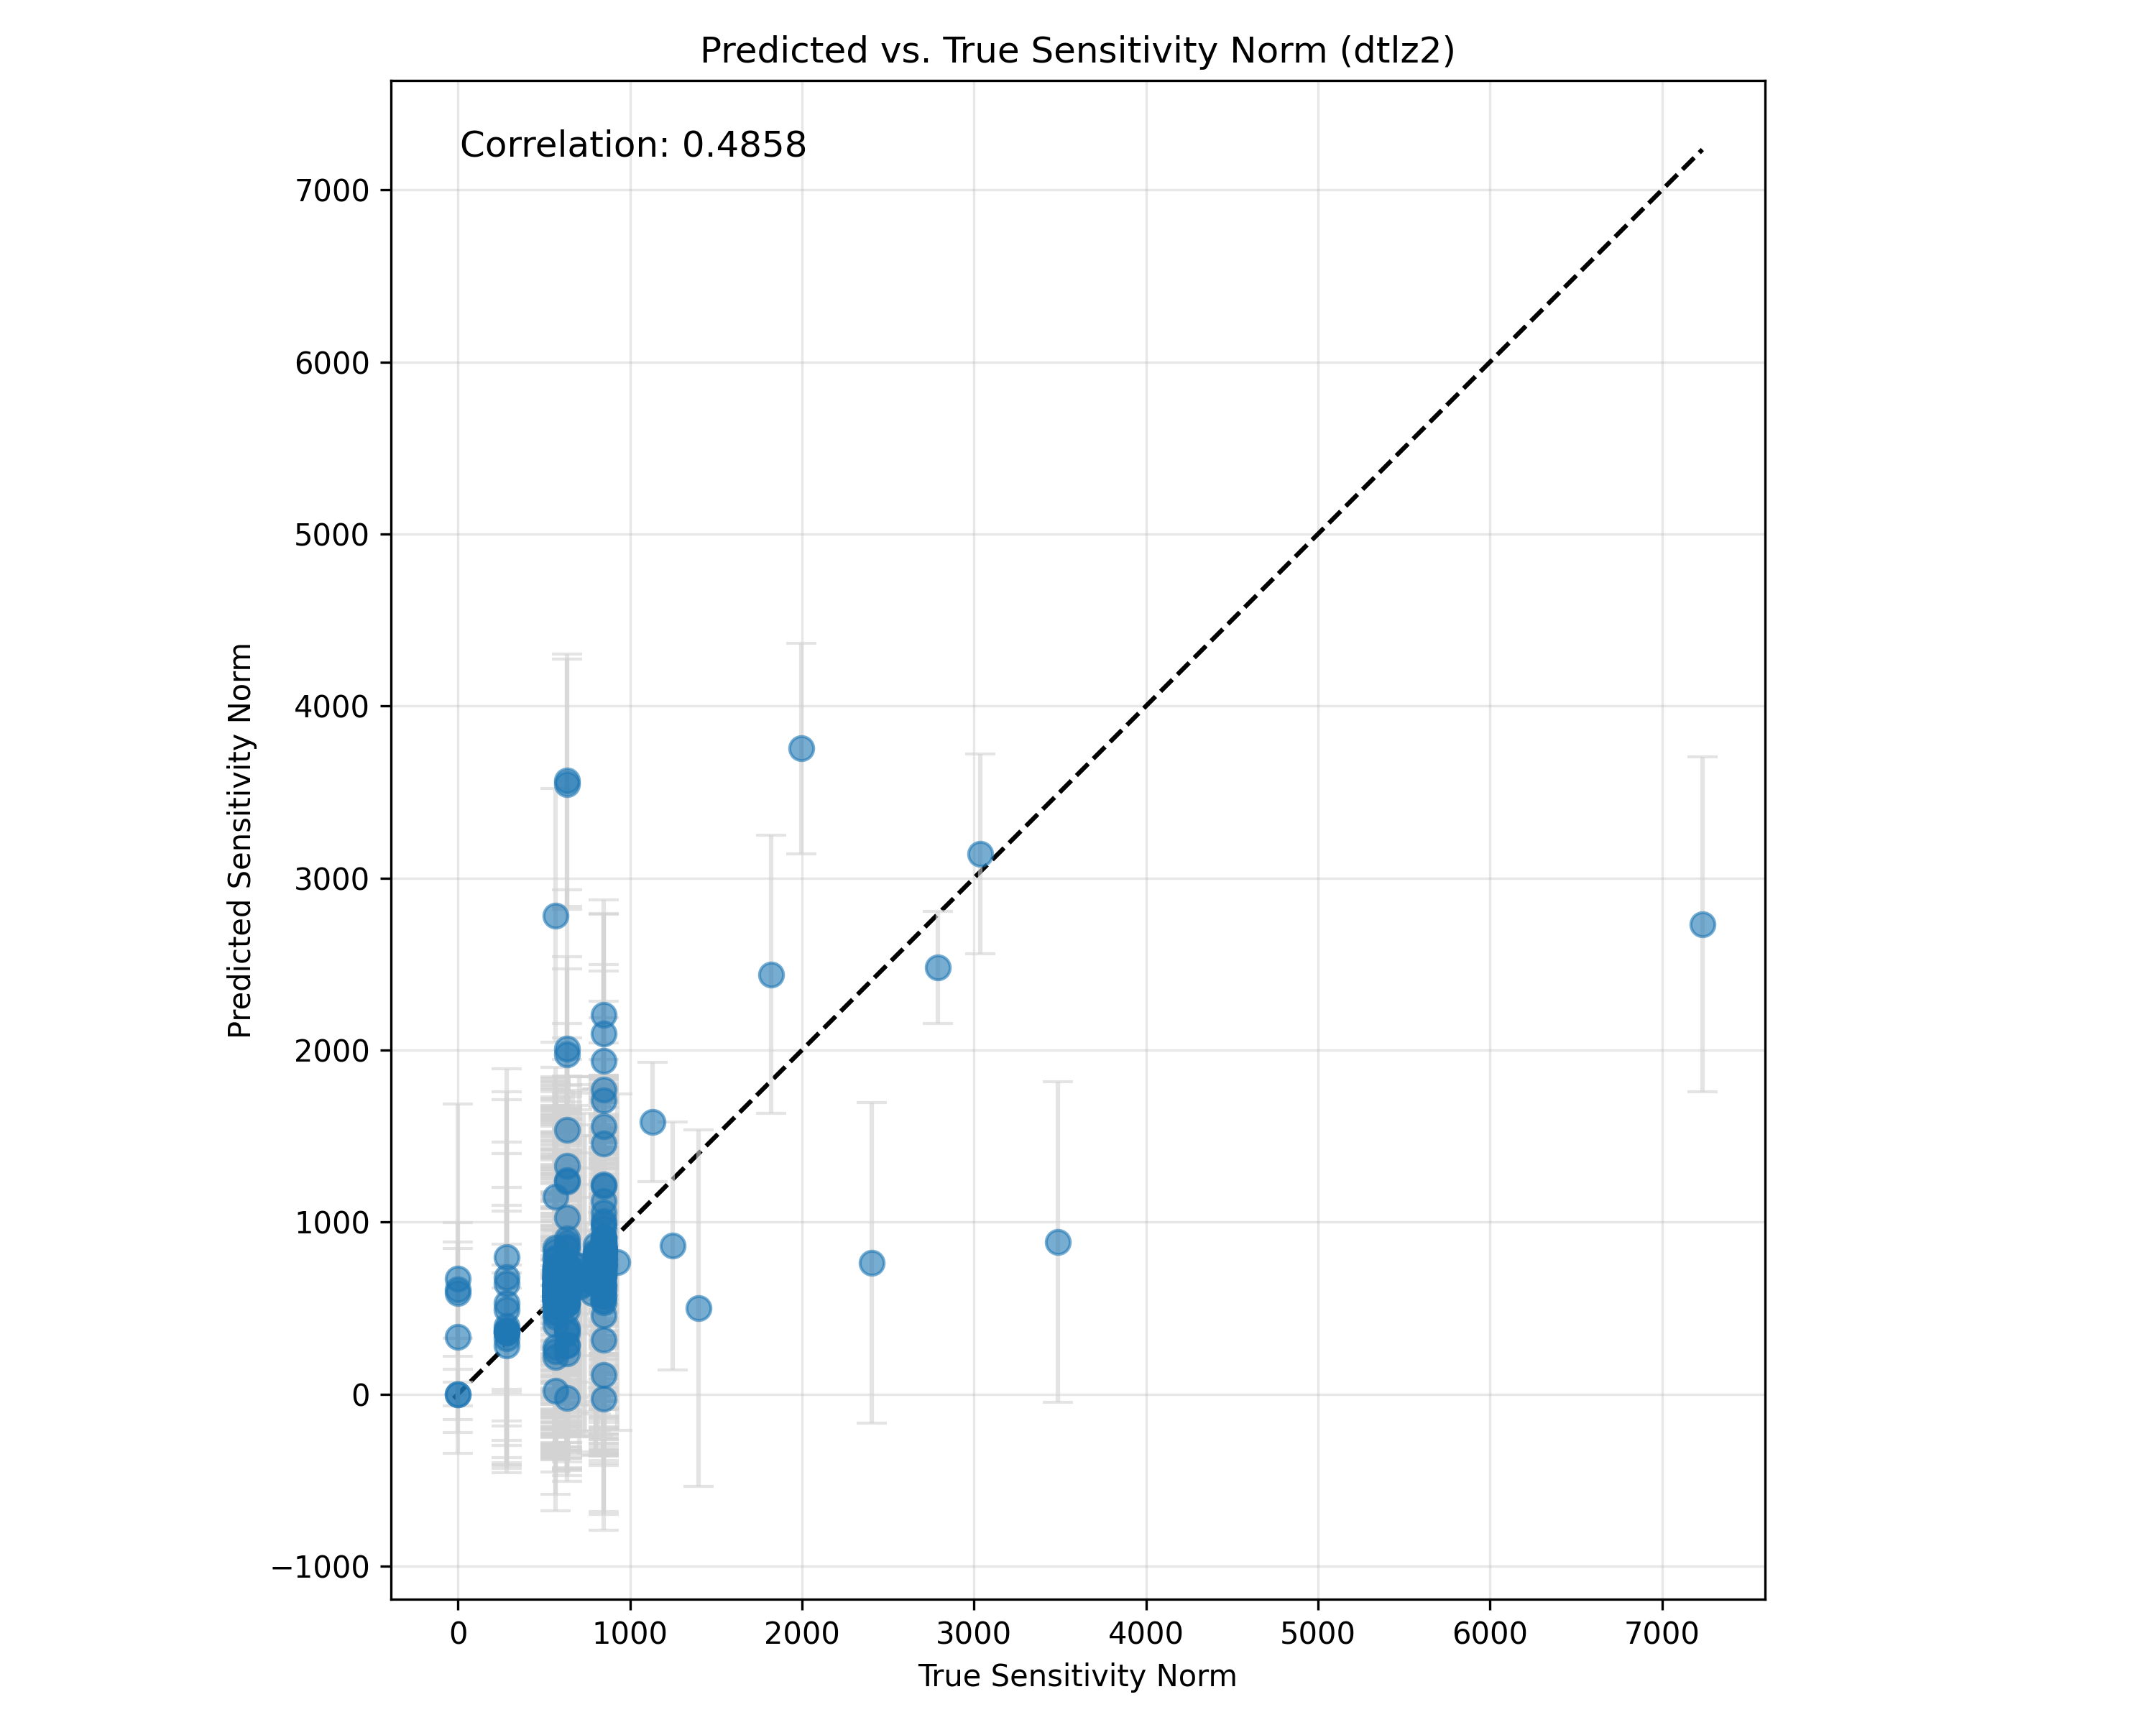 Predicted vs. True Sensitivity Norm (dtlz2)
Correlation: 0.4858
7000
6000
5000
4000
3000
2000
1000
0
−1000
Predicted Sensitivity Norm
0 1000 2000 3000 4000 5000 6000 7000
True Sensitivity Norm